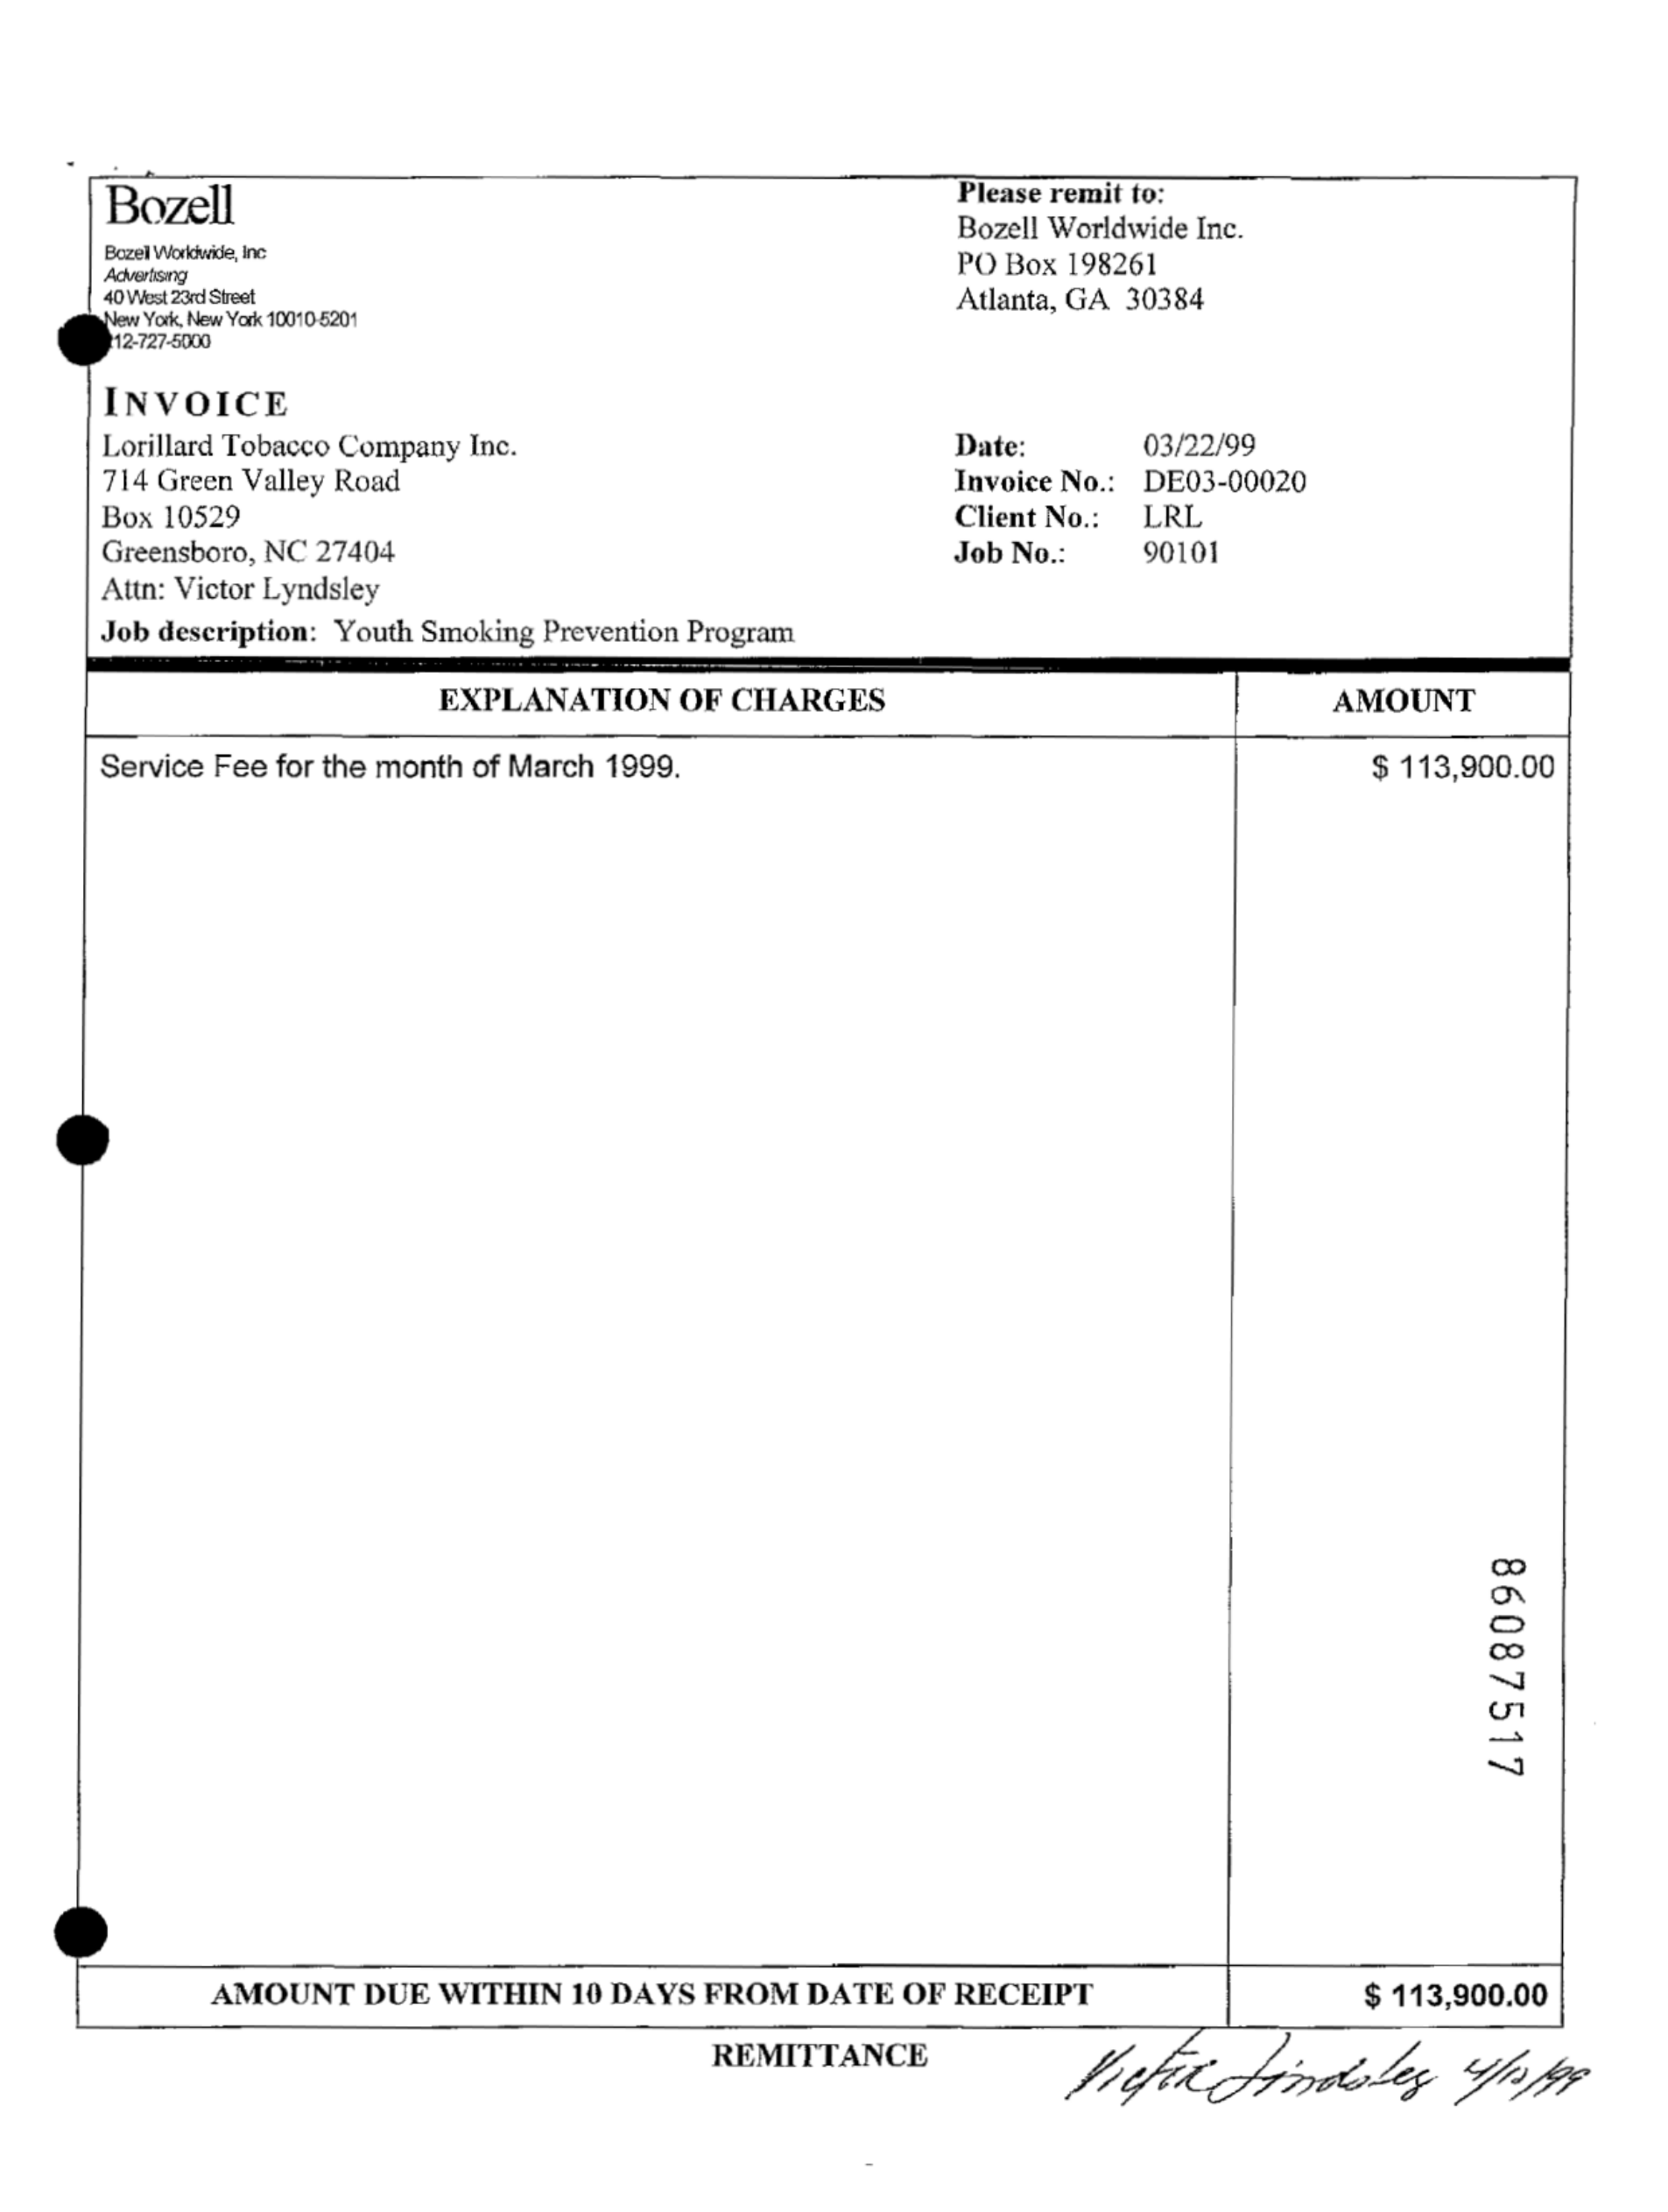 Bozell
Bozell Worldwide, Inc
Advertising
40 West 23rd Street
New York, New York 10010-5201
12-727-5000
Please remit to:
Bozell Worldwide Inc.
PO Box 198261
Atlanta, GA 30384
INVOICE
Lorillard Tobacco Company Inc.
714 Green Valley Road
Box 10529
Greensboro, NC 27404
Attn: Victor Lyndsley
Date: 03/22/99
Invoice No.: DE03-00020
Client No.: LRL
Job No.: 90101
Job description: Youth Smoking Prevention Program
EXPLANATION OF CHARGES AMOUNT
Service Fee for the month of March 1999. $ 113,900.00
86087517
AMOUNT DUE WITHIN 10 DAYS FROM DATE OF RECEIPT $ 113,900.00
REMITTANCE
Victor Lindsley